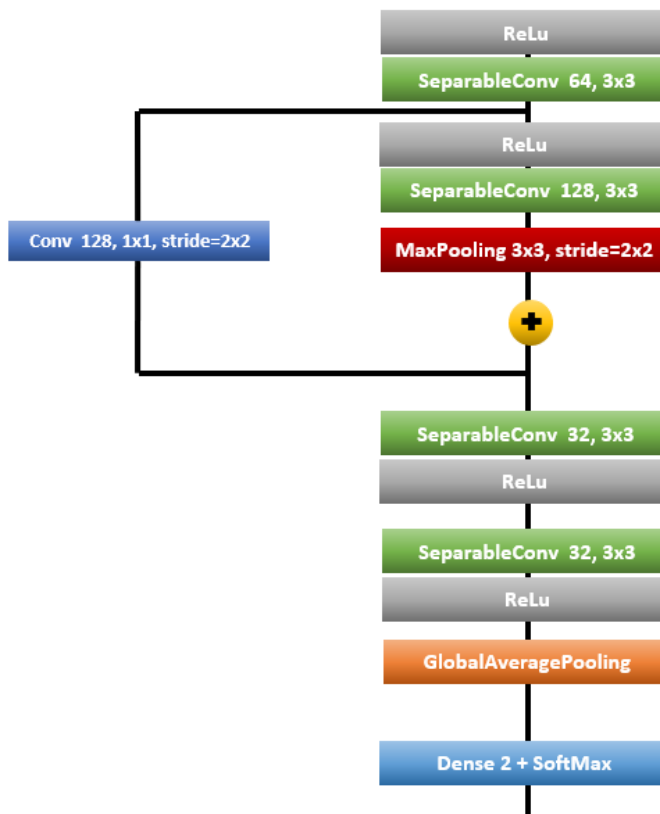 ReLu
SeparableConv 64, 3x3
ReLu
SeparableConv 128, 3x3
Conv 128, 1x1, stride=2x2
MaxPooling 3x3, stride=2x2
+
SeparableConv 32, 3x3
ReLu
SeparableConv 32, 3x3
ReLu
GlobalAveragePooling
Dense 2 + SoftMax